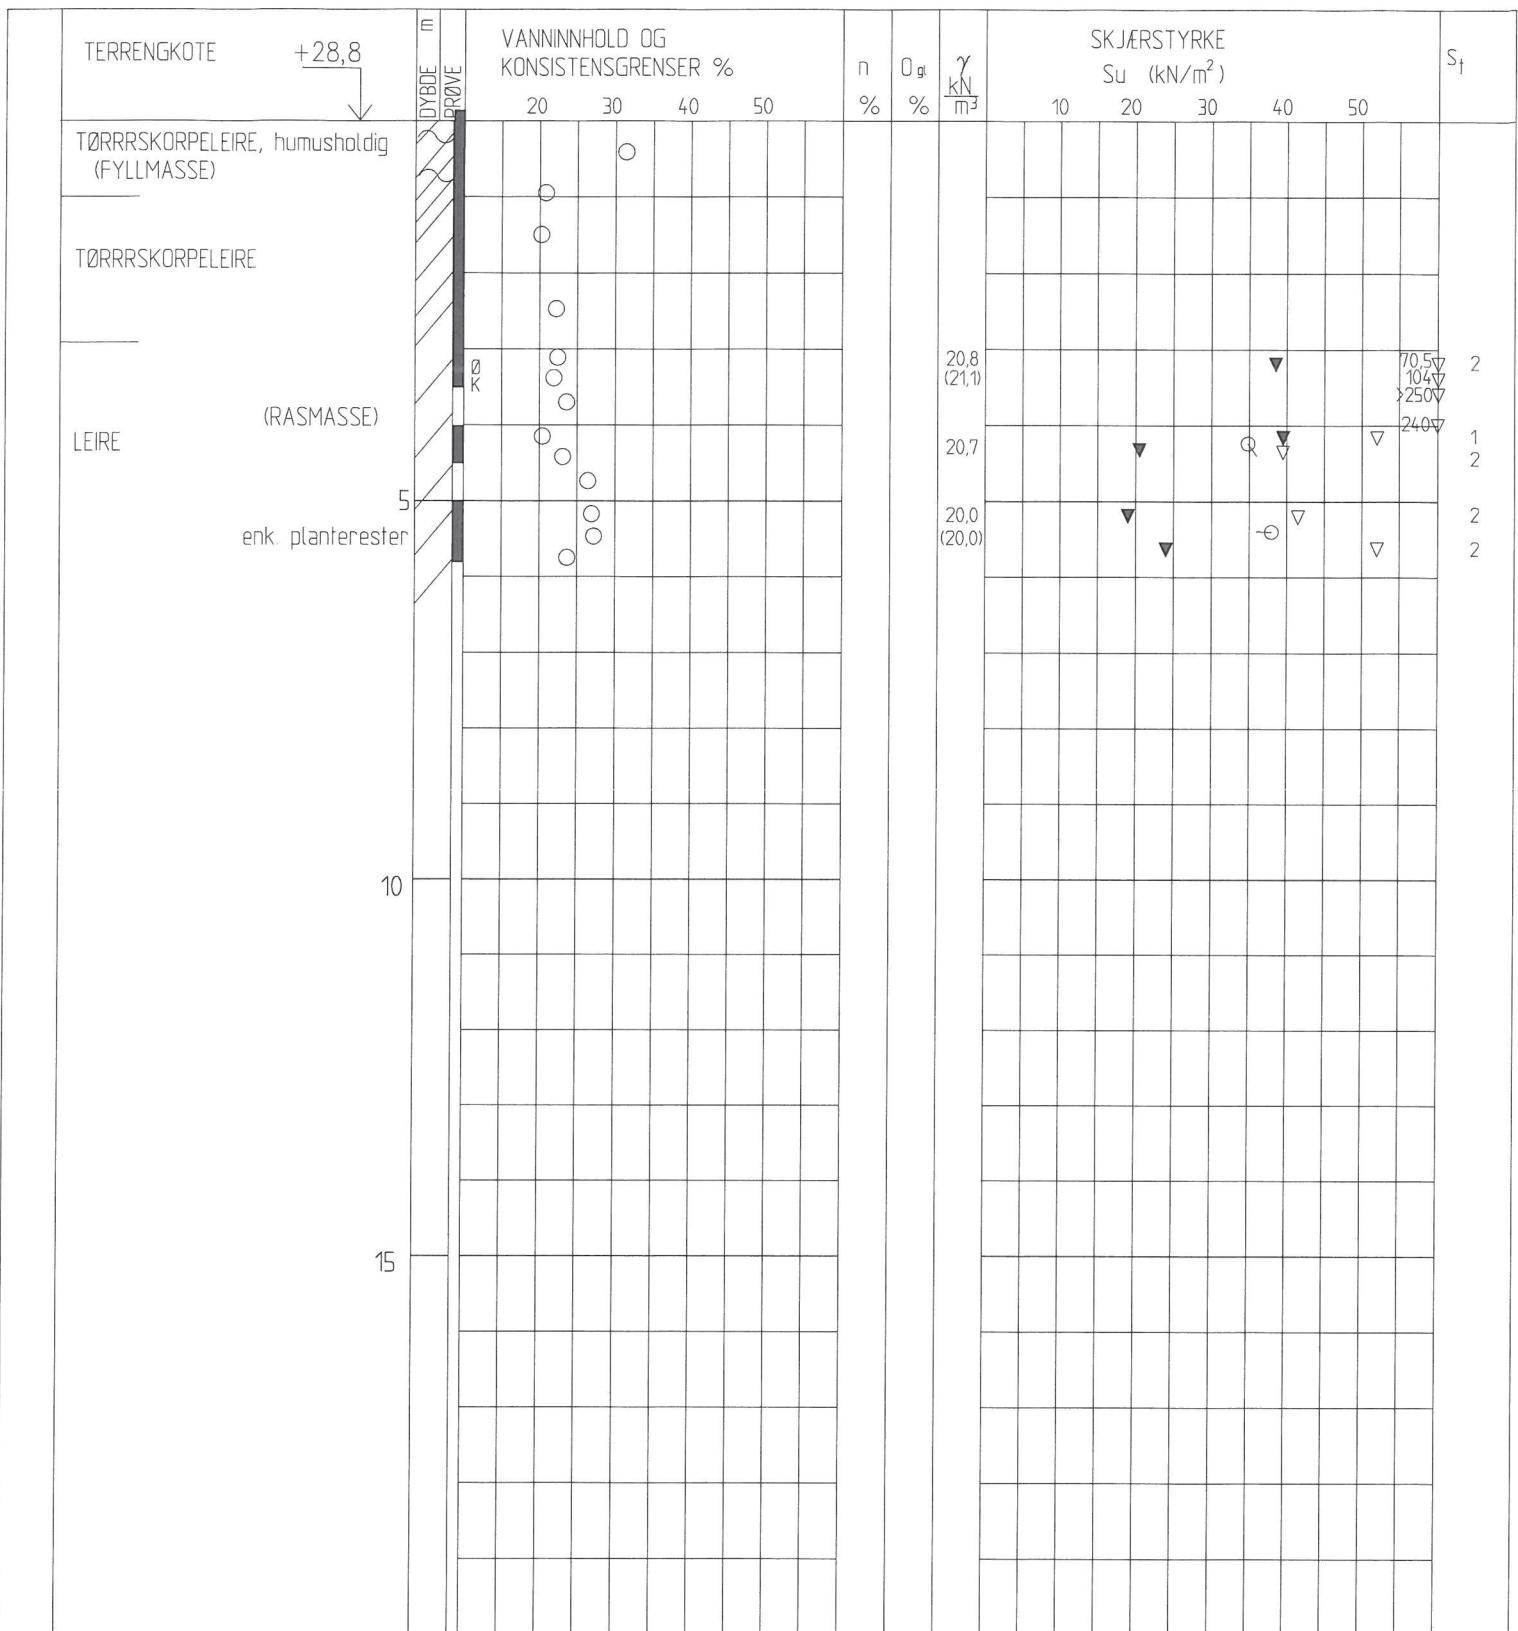 TERRENGKOTE +28,8
DYBDE m
PRØVE
VANNINNHOLD OG
KONSISTENSGRENSER %
20 30 40 50
n
%
O gl
%
γ
kN
m³
SKJÆRSTYRKE
Su (kN/m²)
10 20 30 40 50
St
TØRRRSKORPELEIRE, humusholdig
(FYLLMASSE)
TØRRRSKORPELEIRE
Ø
K
20,8
(21,1)
70,5
2
104
>250
(RASMASSE)
240
LEIRE
20,7
1
2
5
enk. planterester
20,0
(20,0)
2
2
10
15